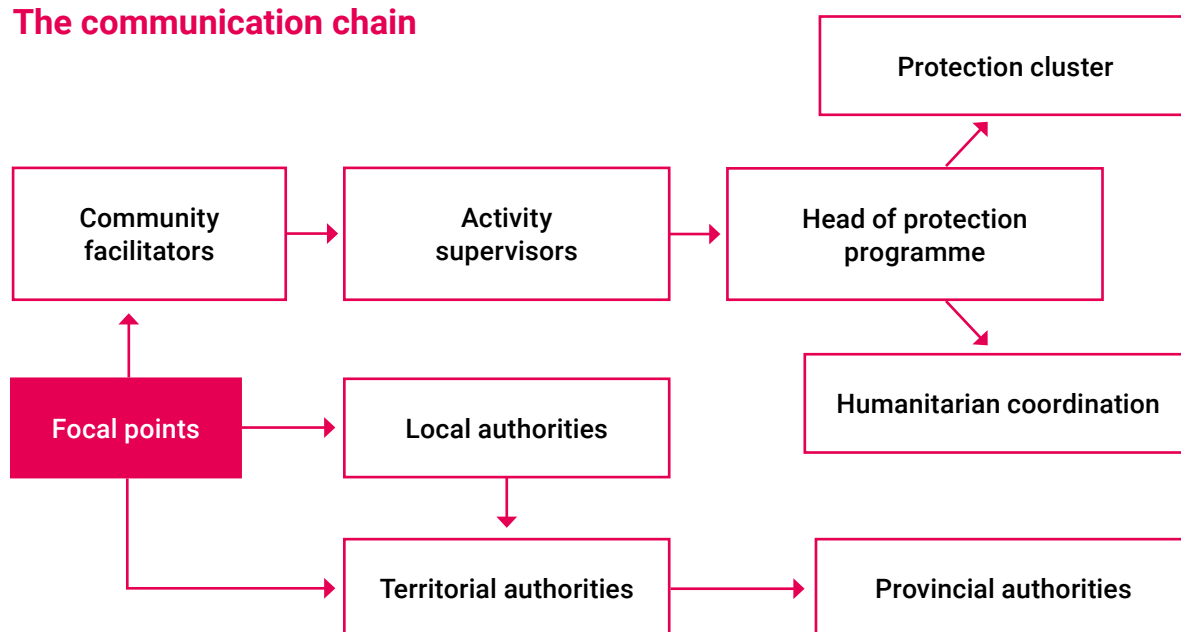 The communication chain
Protection cluster
Community
facilitators
Activity
supervisors
Head of protection
programme
Focal points
Local authorities
Humanitarian coordination
Territorial authorities
Provincial authorities